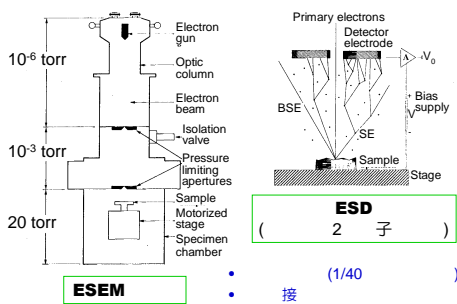 10-6 torr
10-3 torr
20 torr
Electron
gun
Optic
column
Electron
beam
Isolation
valve
Pressure
limiting
apertures
Sample
Motorized
stage
Specimen
chamber
ESEM
Primary electrons
Detector
electrode
A
V0
BSE
SE
+
Bias
supply
V
Sample
Stage
ESD
( 2 子 )
• (1/40 )
• 接